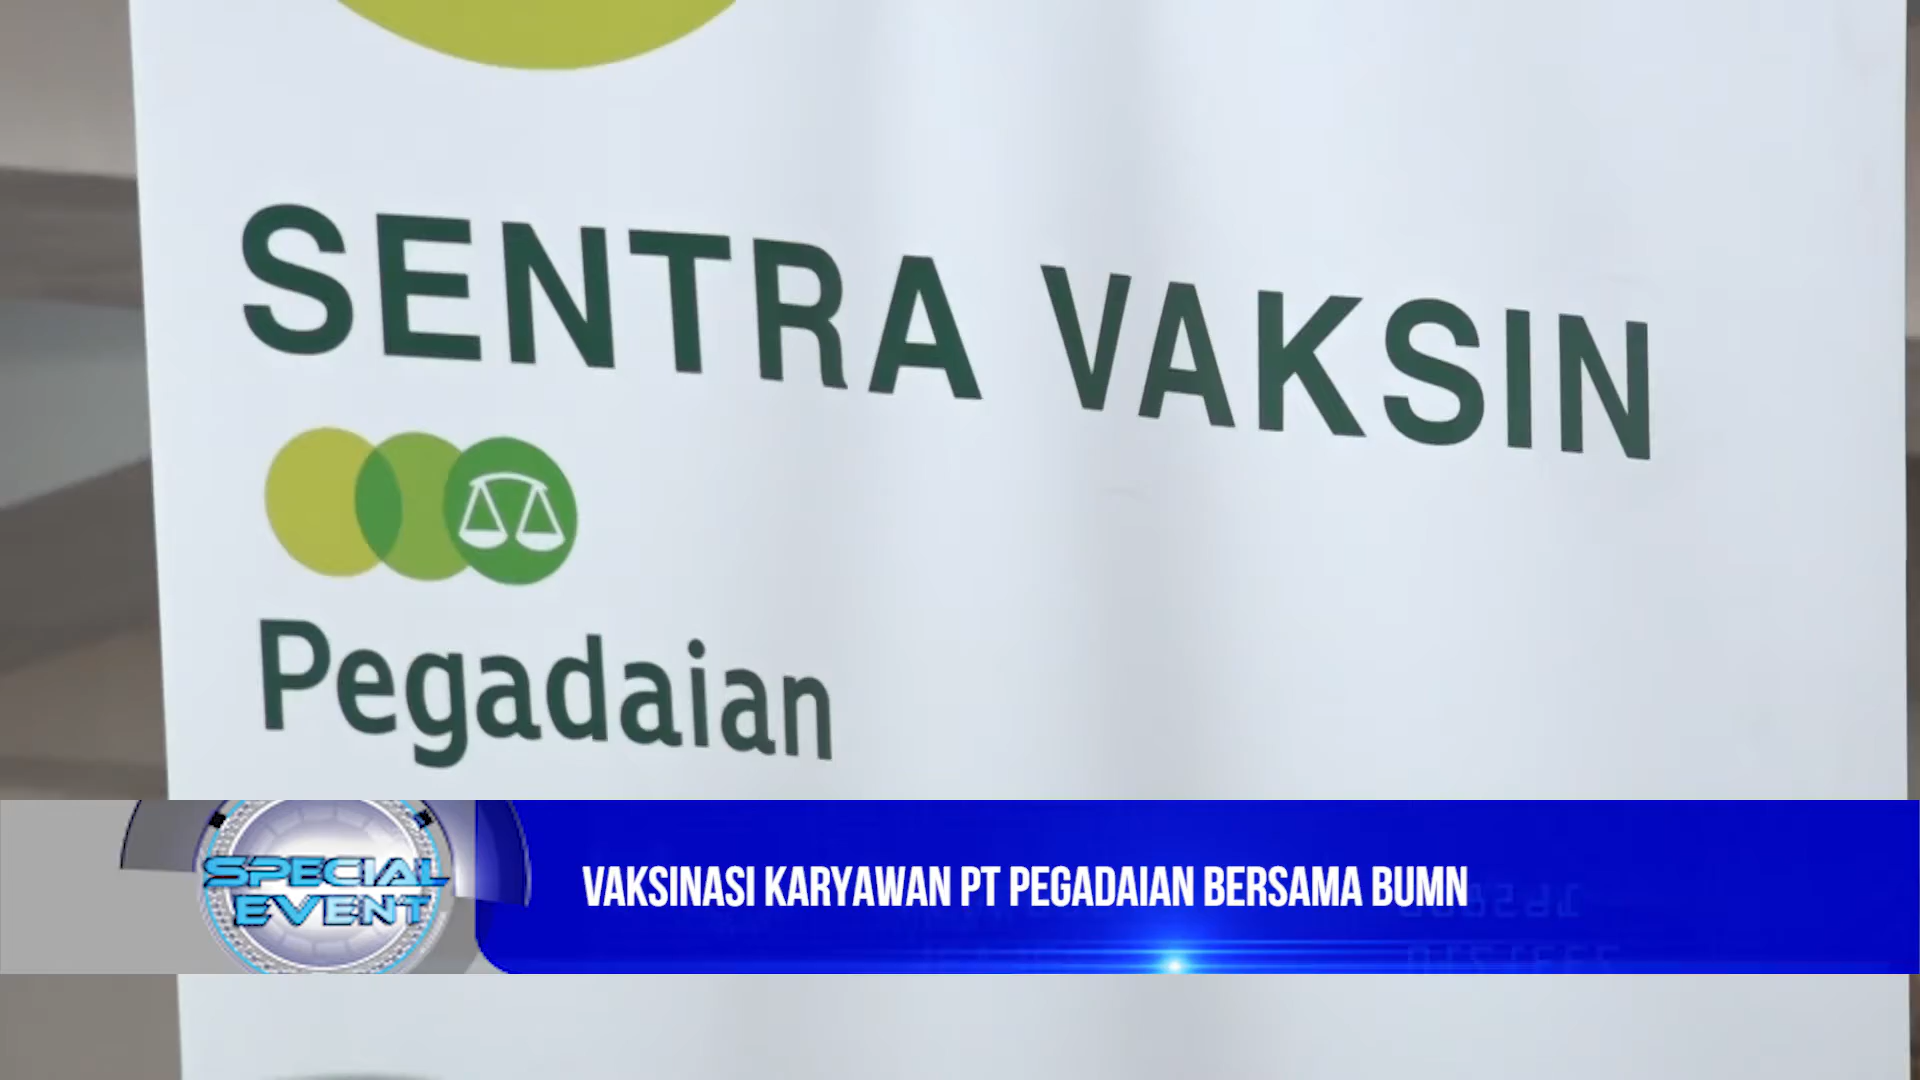 SENTRA VAKSIN
Pegadaian
SPECIAL
EVENT
VAKSINASI KARYAWAN PT PEGADAIAN BERSAMA BUMN